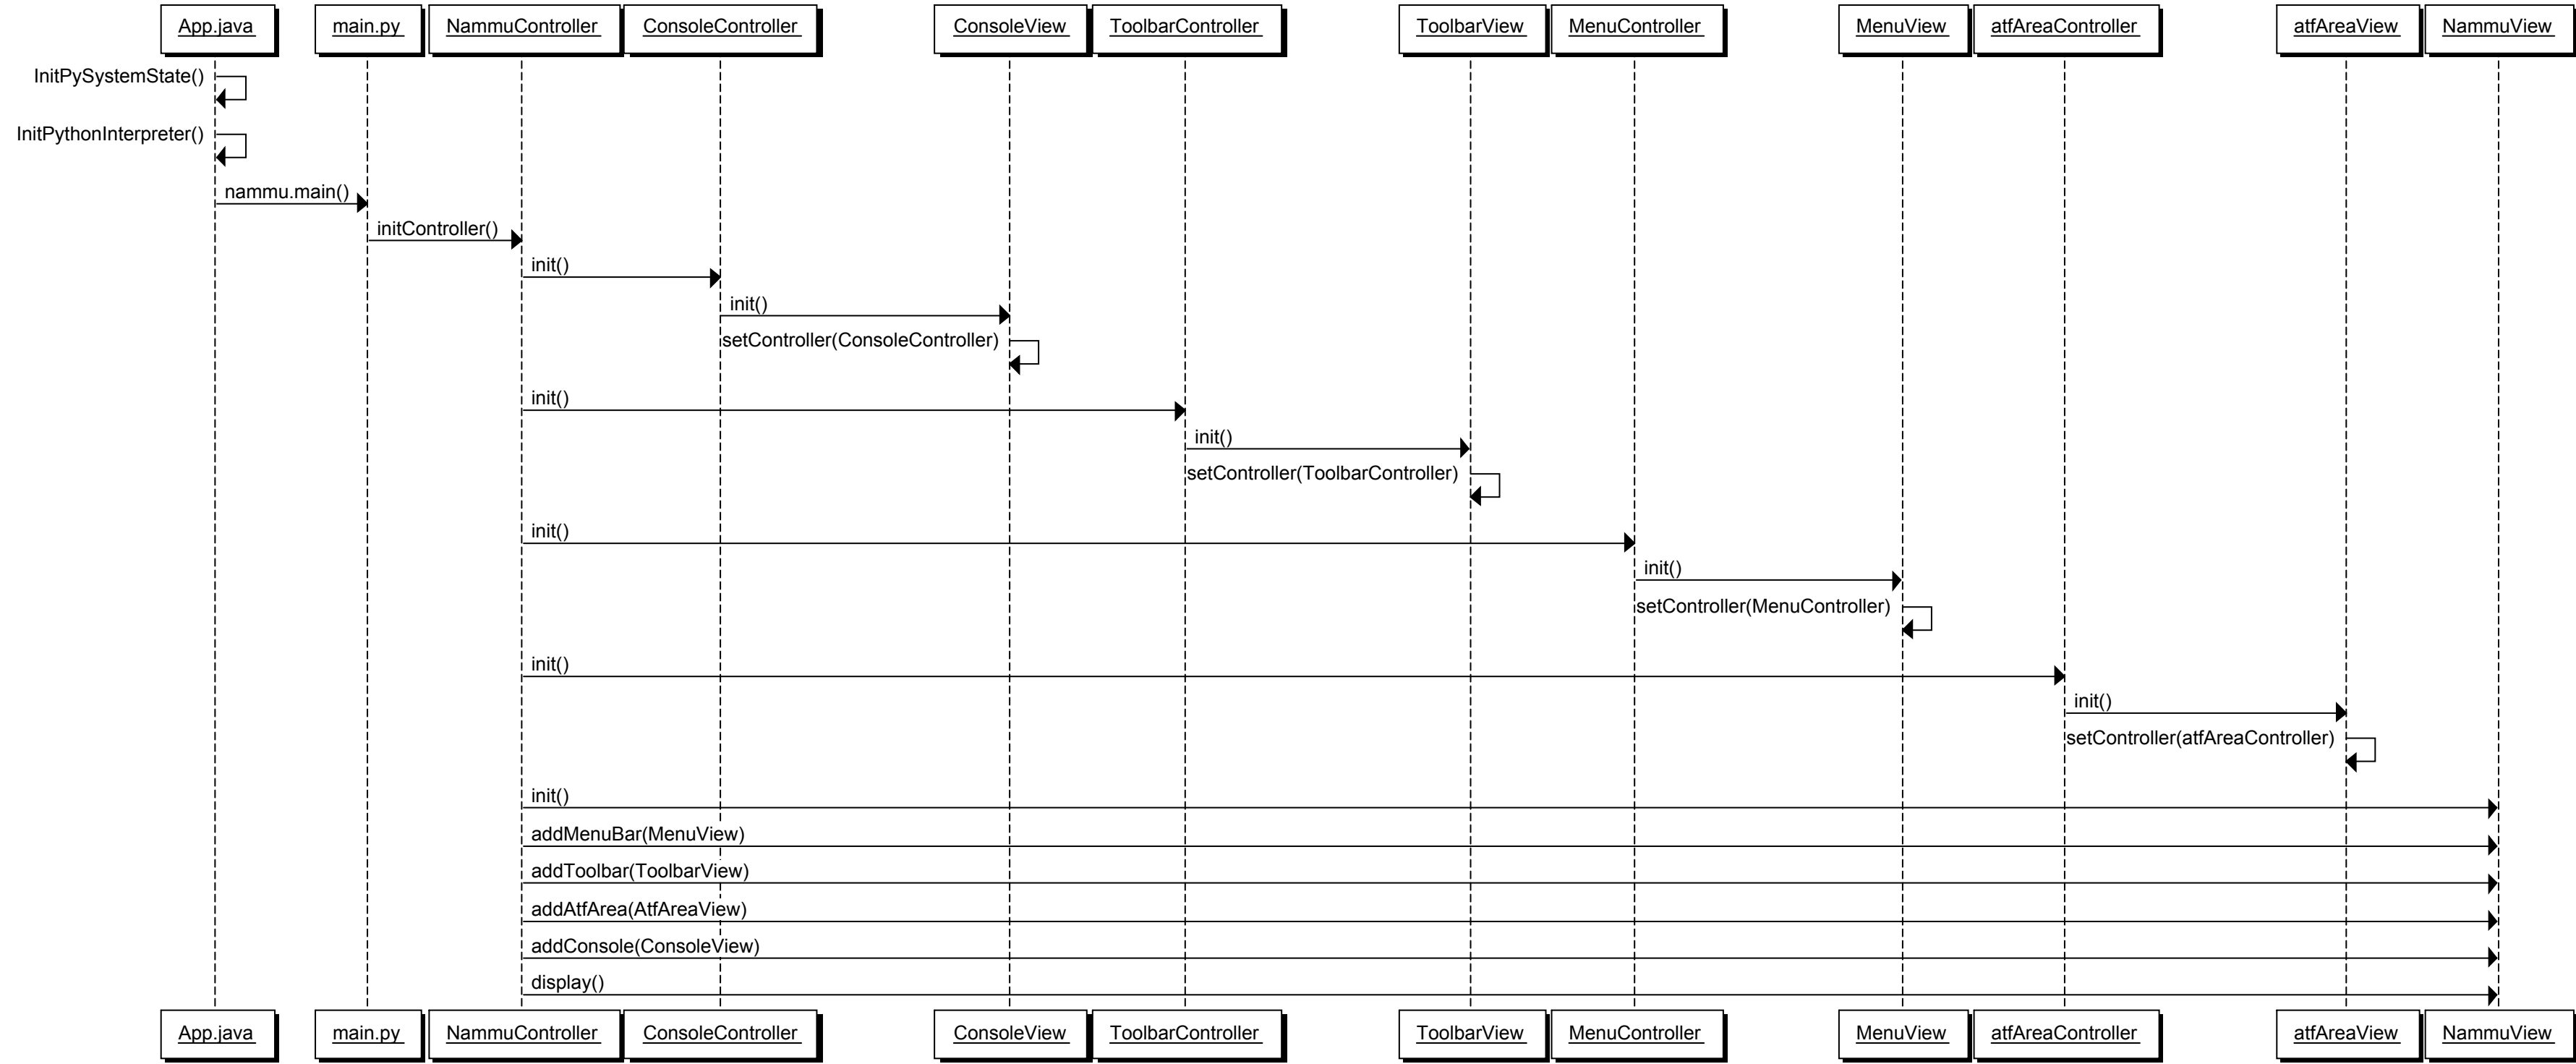 App.java main.py NammuController ConsoleController ConsoleView ToolbarController ToolbarView MenuController MenuView atfAreaController atfAreaView NammuView
InitPySystemState()
InitPythonInterpreter()
nammu.main()
initController()
init()
init()
setController(ConsoleController)
init()
init()
setController(ToolbarController)
init()
init()
setController(MenuController)
init()
init()
setController(atfAreaController)
init()
addMenuBar(MenuView)
addToolbar(ToolbarView)
addAtfArea(AtfAreaView)
addConsole(ConsoleView)
display()
App.java main.py NammuController ConsoleController ConsoleView ToolbarController ToolbarView MenuController MenuView atfAreaController atfAreaView NammuView